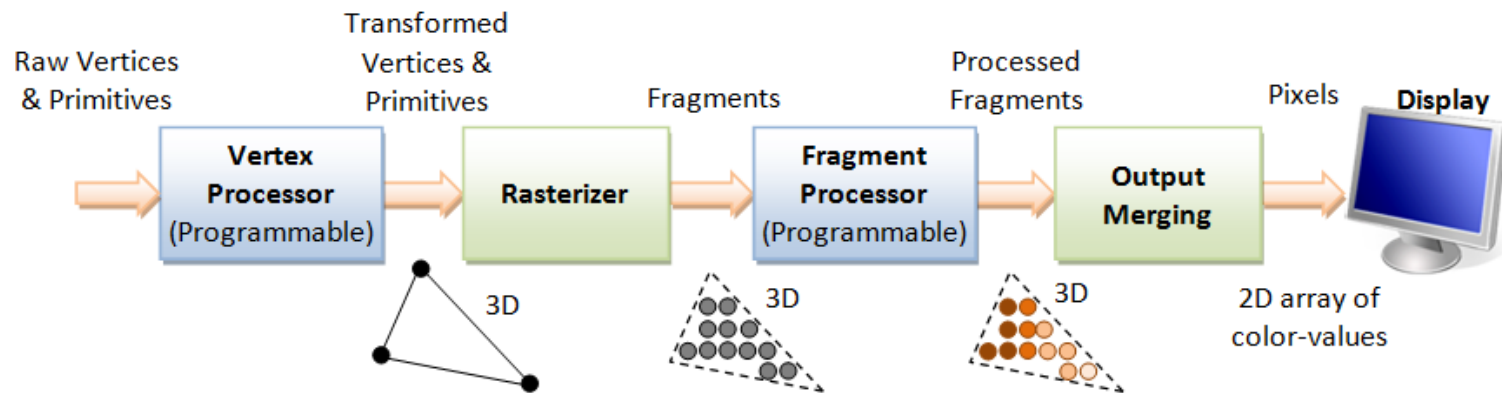 Raw Vertices
& Primitives
Transformed
Vertices &
Primitives
Fragments
Processed
Fragments
Pixels
Display
Vertex
Processor
(Programmable)
Rasterizer
Fragment
Processor
(Programmable)
Output
Merging
3D
3D
3D
2D array of
color-values